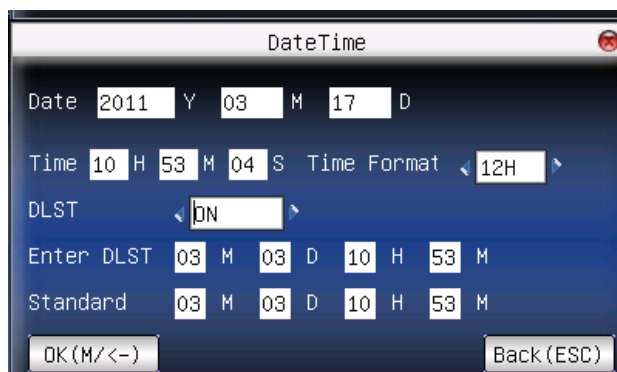 DateTime
Date 2011 Y 03 M 17 D
Time 10 H 53 M 04 S Time Format 12H
DLST ON
Enter DLST 03 M 03 D 10 H 53 M
Standard 03 M 03 D 10 H 53 M
OK(M/<-) Back(ESC)